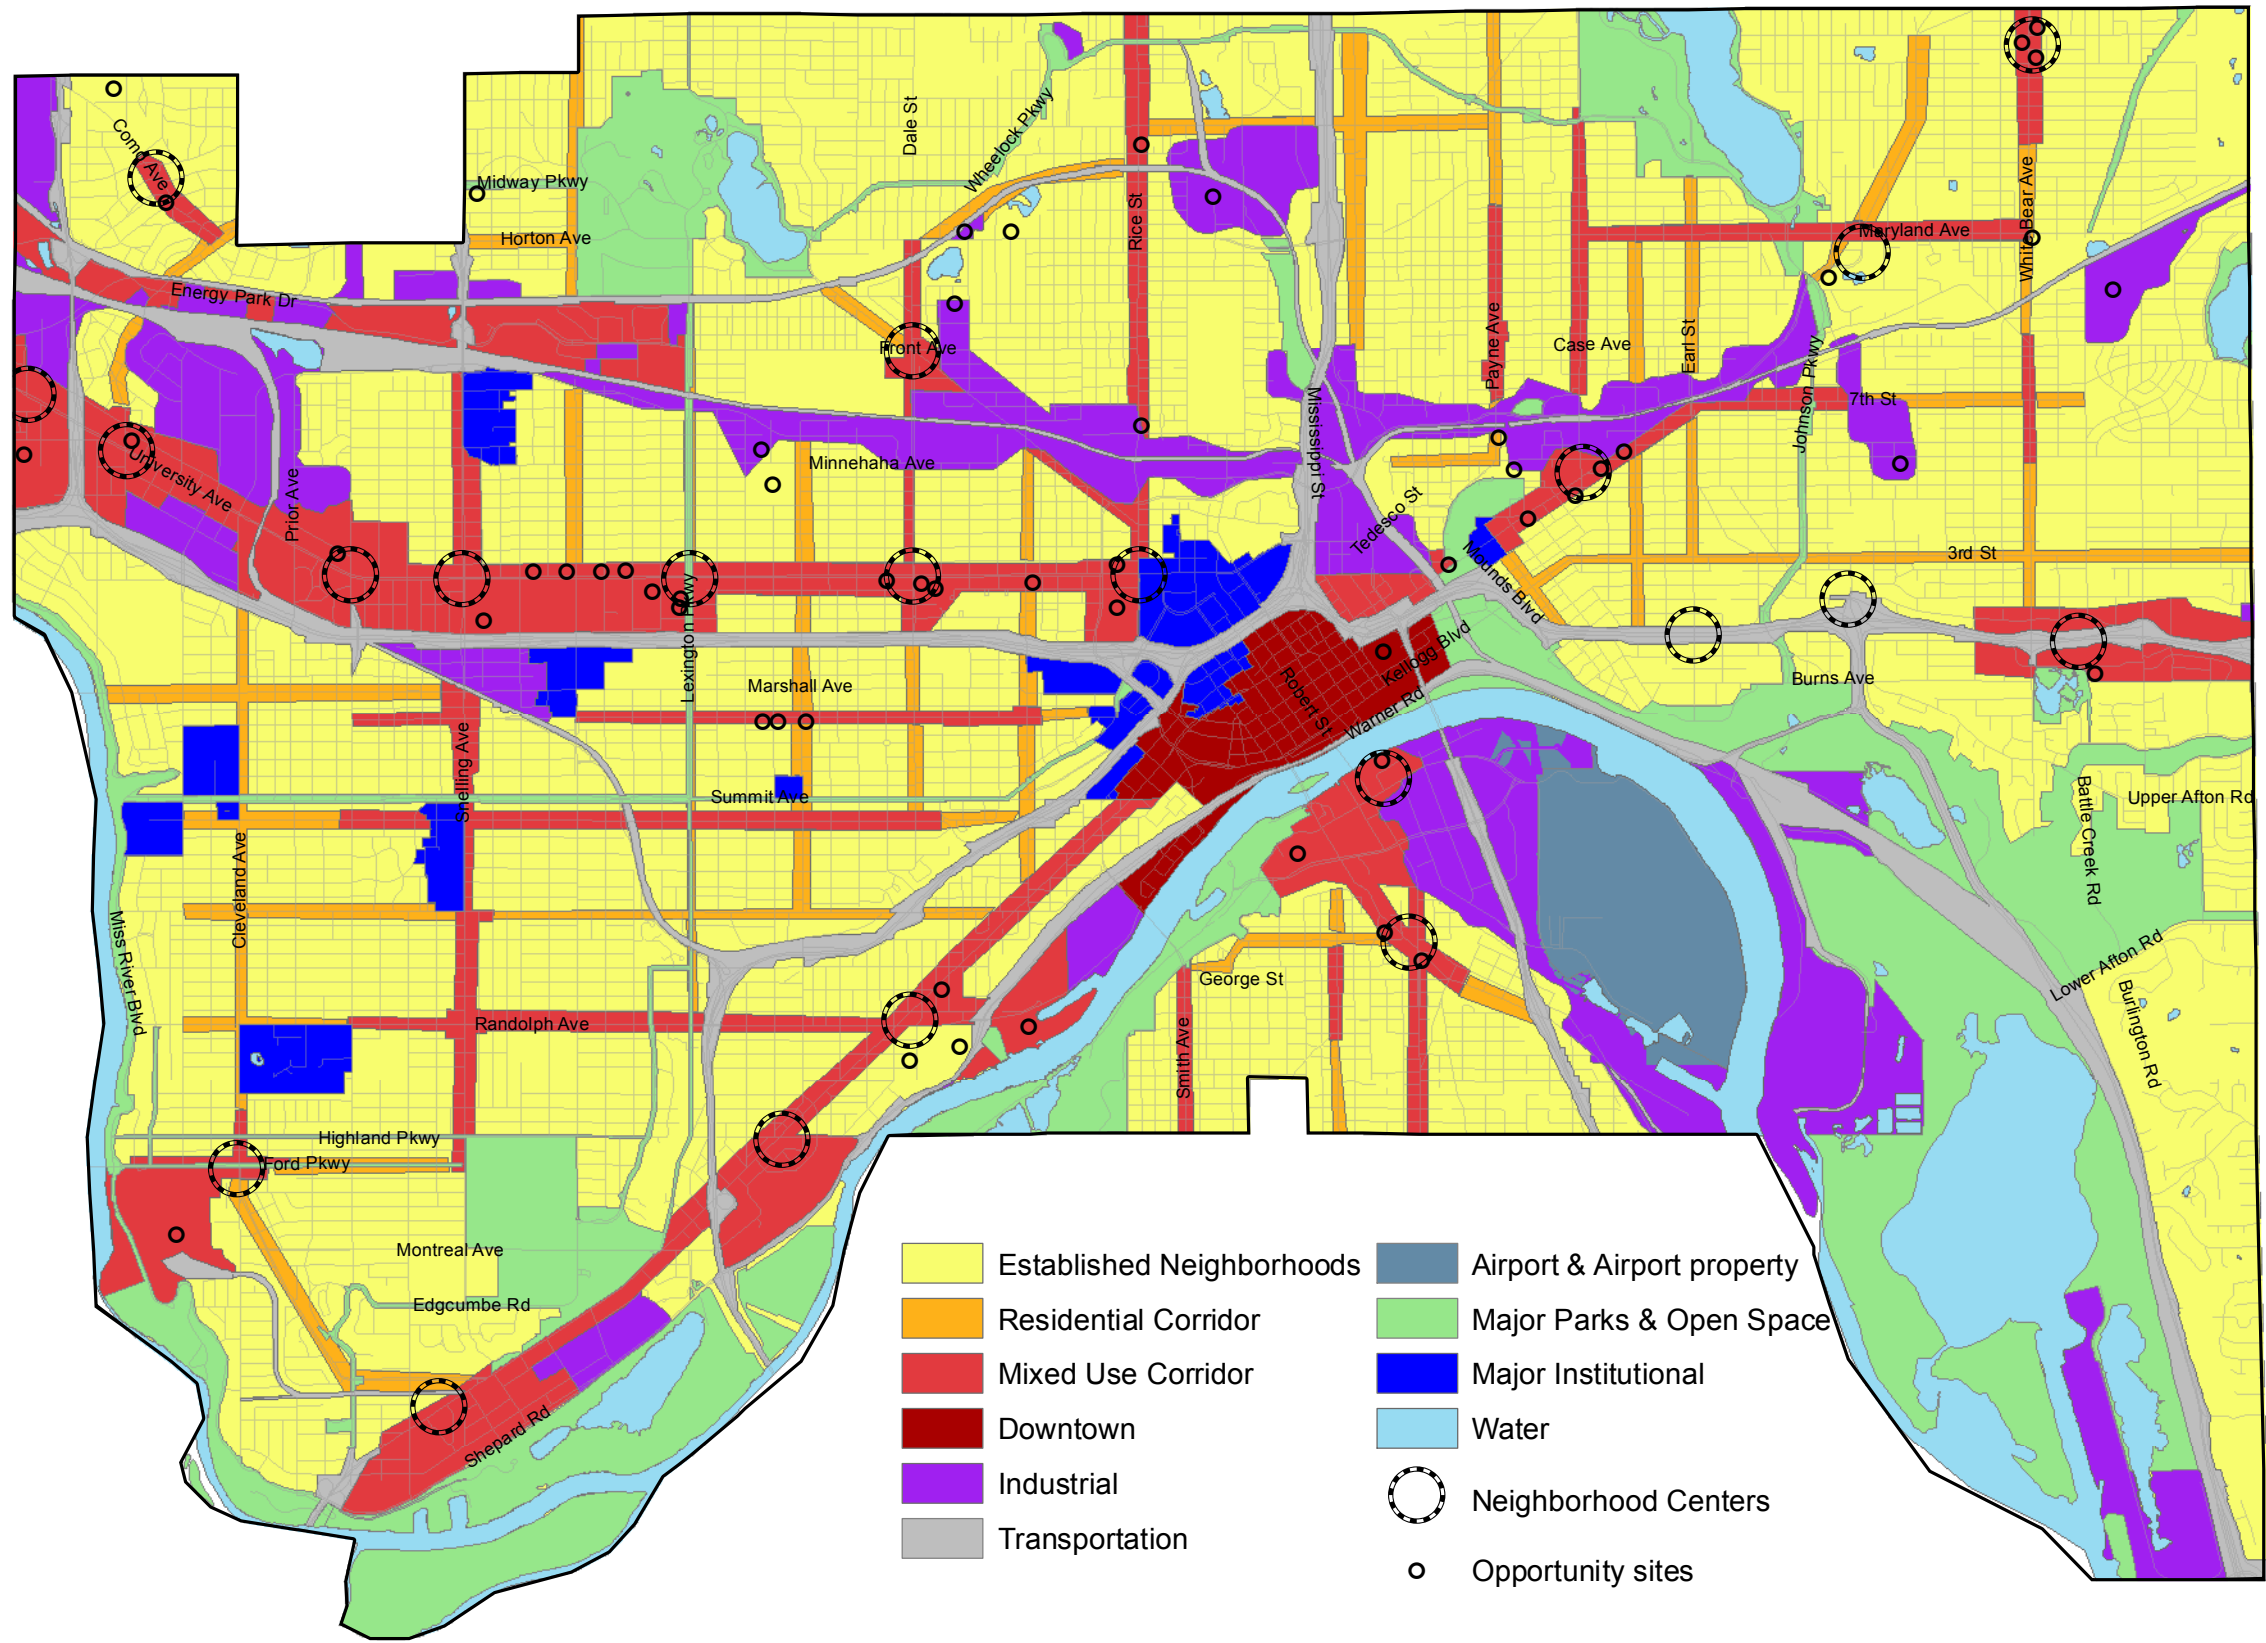 Como Ave
Midway Pkwy
Horton Ave
Dale St
Wheelock Pkwy
Rice St
Maryland Ave
White Bear Ave
Energy Park Dr
Front Ave
Payne Ave
Case Ave
Earl St
Johnson Pkwy
7th St
Mississippi St
University Ave
Prior Ave
Minnehaha Ave
Tedesco St
Mounds Blvd
3rd St
Lexington Pkwy
Marshall Ave
Kellogg Blvd
Robert St
Warner Rd
Burns Ave
Snelling Ave
Summit Ave
Battle Creek Rd
Upper Afton Rd
Cleveland Ave
Miss River Blvd
George St
Lower Afton Rd
Burlington Rd
Randolph Ave
Smith Ave
Highland Pkwy
Ford Pkwy
Montreal Ave
Edgcumbe Rd
Shepard Rd
Established Neighborhoods
Residential Corridor
Mixed Use Corridor
Downtown
Industrial
Transportation
Airport & Airport property
Major Parks & Open Space
Major Institutional
Water
Neighborhood Centers
Opportunity sites